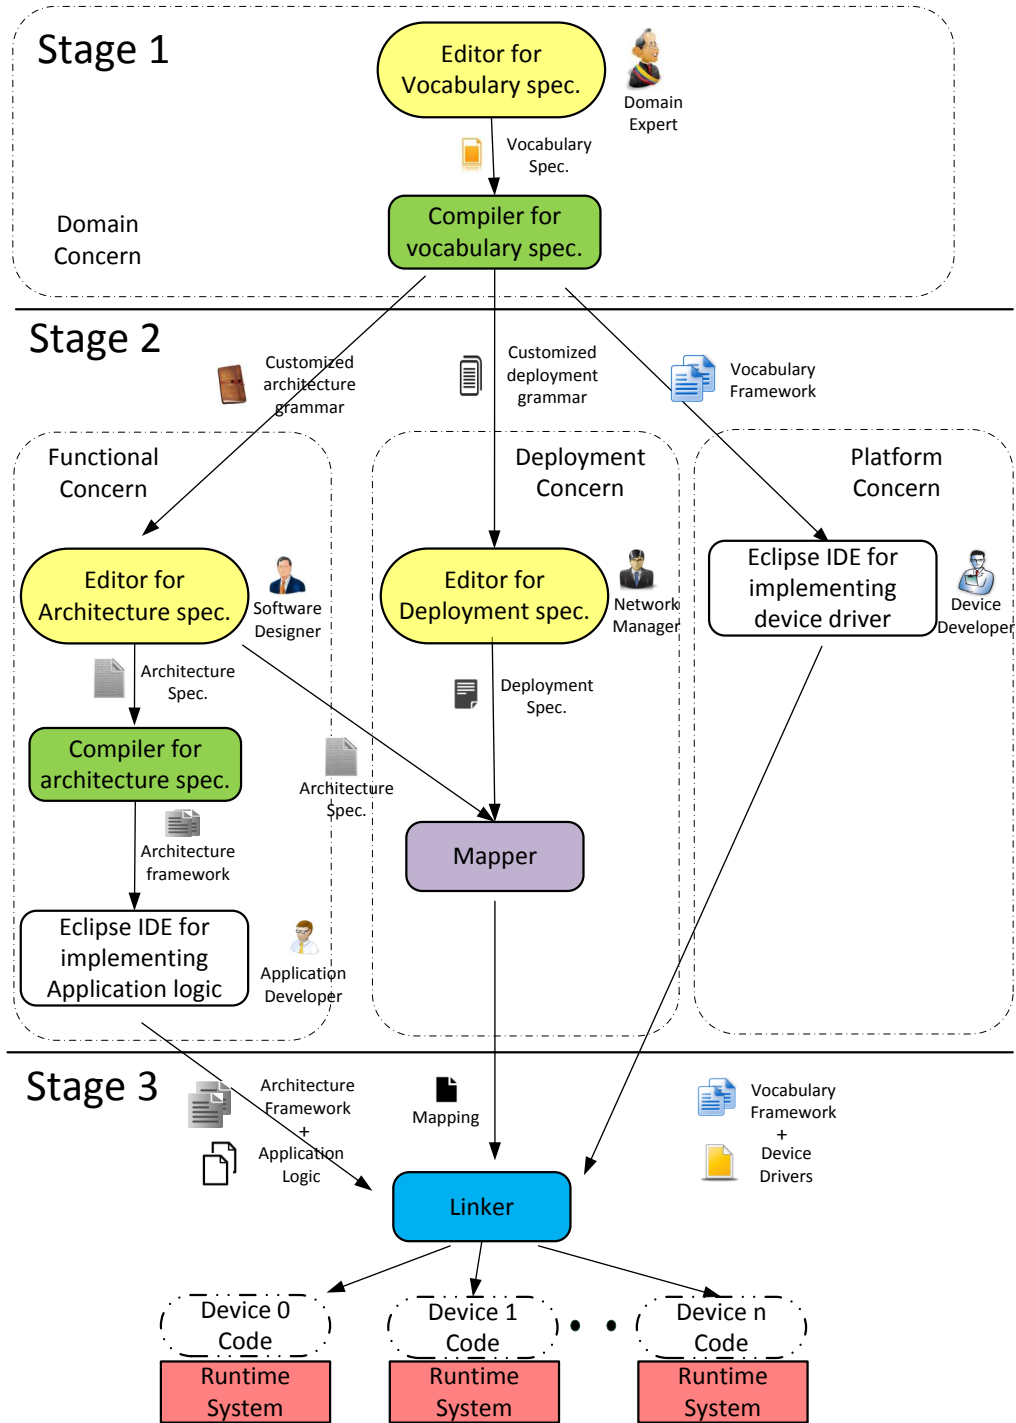 Stage 1
Editor for
Vocabulary spec.
Domain
Expert
Vocabulary
Spec.
Compiler for
vocabulary spec.
Domain
Concern
Stage 2
Customized
architecture
grammar
Customized
deployment
grammar
Vocabulary
Framework
Functional
Concern
Deployment
Concern
Platform
Concern
Editor for
Architecture spec.
Software
Designer
Editor for
Deployment spec.
Network
Manager
Eclipse IDE for
implementing
device driver
Device
Developer
Architecture
Spec.
Deployment
Spec.
Compiler for
architecture spec.
Architecture
Spec.
Mapper
Architecture
framework
Eclipse IDE for
implementing
Application logic
Application
Developer
Stage 3
Architecture
Framework
+
Application
Logic
Mapping
Vocabulary
Framework
+
Device
Drivers
Linker
Device 0
Code
Device 1
Code
Device n
Code
Runtime
System
Runtime
System
Runtime
System